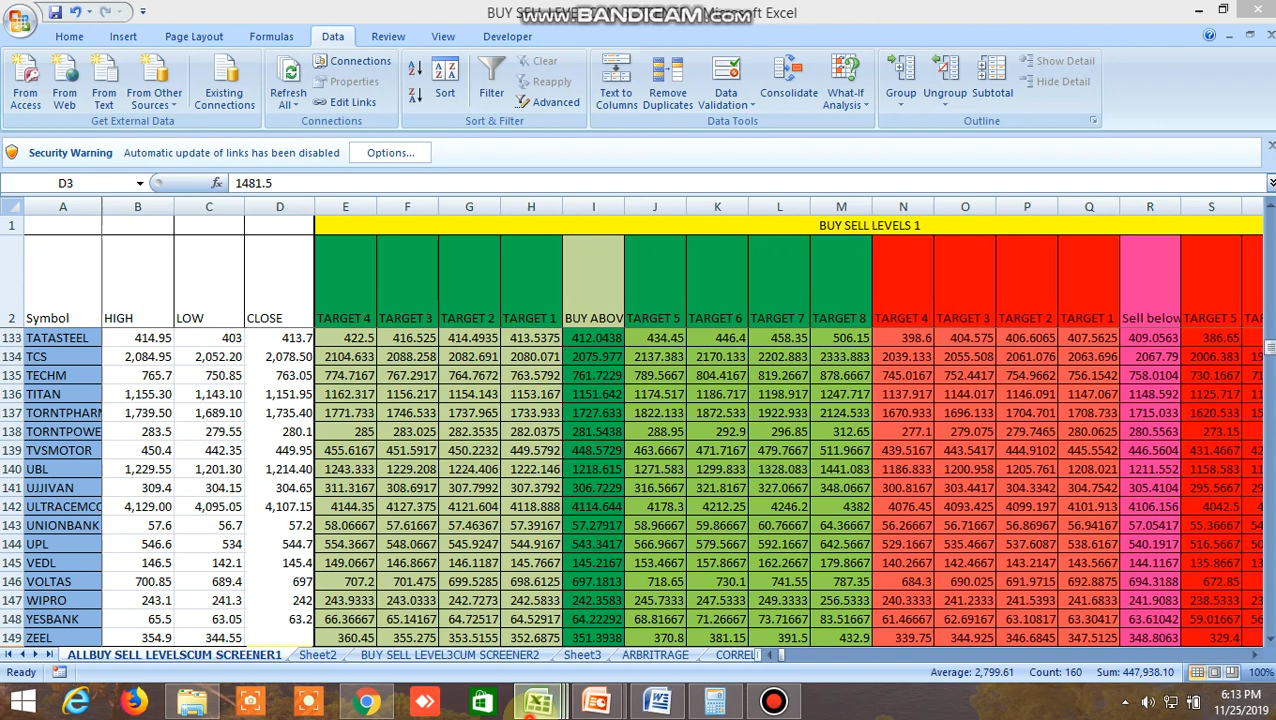 BUY SELL LEVE Microsoft Excel
www.BANDICAM.com
Home Insert Page Layout Formulas Data Review View Developer
From Access From Web From Text From Other Sources Existing Connections Refresh All Connections Properties Edit Links Sort Filter Clear Reapply Advanced Text to Columns Remove Duplicates Data Validation Consolidate What-If Analysis Group Ungroup Subtotal Show Detail Hide Detail
Get External Data Connections Sort & Filter Data Tools Outline
Security Warning Automatic update of links has been disabled Options...
D3 fx 1481.5
A B C D E F G H I J K L M N O P Q R S
1 BUY SELL LEVELS 1
2 Symbol HIGH LOW CLOSE TARGET 4 TARGET 3 TARGET 2 TARGET 1 BUY ABOV TARGET 5 TARGET 6 TARGET 7 TARGET 8 TARGET 4 TARGET 3 TARGET 2 TARGET 1 Sell below TARGET 5
133 TATASTEEL 414.95 403 413.7 422.5 416.525 414.4935 413.5375 412.0438 434.45 446.4 458.35 506.15 398.6 404.575 406.6065 407.5625 409.0563 386.65
134 TCS 2,084.95 2,052.20 2,078.50 2104.633 2088.258 2082.691 2080.071 2075.977 2137.383 2170.133 2202.883 2333.883 2039.133 2055.508 2061.076 2063.696 2067.79 2006.383
135 TECHM 765.7 750.85 763.05 774.7167 767.2917 764.7672 763.5792 761.7229 789.5667 804.4167 819.2667 878.6667 745.0167 752.4417 754.9662 756.1542 758.0104 730.1667
136 TITAN 1,155.30 1,143.10 1,151.95 1162.317 1156.217 1154.143 1153.167 1151.642 1174.517 1186.717 1198.917 1247.717 1137.917 1144.017 1146.091 1147.067 1148.592 1125.717
137 TORNTPHARM 1,739.50 1,689.10 1,735.40 1771.733 1746.533 1737.965 1733.933 1727.633 1822.133 1872.533 1922.933 2124.533 1670.933 1696.133 1704.701 1708.733 1715.033 1620.533
138 TORNTPOWE 283.5 279.55 280.1 285 283.025 282.3535 282.0375 281.5438 288.95 292.9 296.85 312.65 277.1 279.075 279.7465 280.0625 280.5563 273.15
139 TVSMOTOR 450.4 442.35 449.95 455.6167 451.5917 450.2232 449.5792 448.5729 463.6667 471.7167 479.7667 511.9667 439.5167 443.5417 444.9102 445.5542 446.5604 431.4667
140 UBL 1,229.55 1,201.30 1,214.40 1243.333 1229.208 1224.406 1222.146 1218.615 1271.583 1299.833 1328.083 1441.083 1186.833 1200.958 1205.761 1208.021 1211.552 1158.583
141 UJJIVAN 309.4 304.15 304.65 311.3167 308.6917 307.7992 307.3792 306.7229 316.5667 321.8167 327.0667 348.0667 300.8167 303.4417 304.3342 304.7542 305.4104 295.5667
142 ULTRACEMCO 4,129.00 4,095.05 4,107.15 4144.35 4127.375 4121.604 4118.888 4114.644 4178.3 4212.25 4246.2 4382 4076.45 4093.425 4099.197 4101.913 4106.156 4042.5
143 UNIONBANK 57.6 56.7 57.2 58.06667 57.61667 57.46367 57.39167 57.27917 58.96667 59.86667 60.76667 64.36667 56.26667 56.71667 56.86967 56.94167 57.05417 55.36667
144 UPL 546.6 534 544.7 554.3667 548.0667 545.9247 544.9167 543.3417 566.9667 579.5667 592.1667 642.5667 529.1667 535.4667 537.6087 538.6167 540.1917 516.5667
145 VEDL 146.5 142.1 145.4 149.0667 146.8667 146.1187 145.7667 145.2167 153.4667 157.8667 162.2667 179.8667 140.2667 142.4667 143.2147 143.5667 144.1167 135.8667
146 VOLTAS 700.85 689.4 697 707.2 701.475 699.5285 698.6125 697.1813 718.65 730.1 741.55 787.35 684.3 690.025 691.9715 692.8875 694.3188 672.85
147 WIPRO 243.1 241.3 242 243.9333 243.0333 242.7273 242.5833 242.3583 245.7333 247.5333 249.3333 256.5333 240.3333 241.2333 241.5393 241.6833 241.9083 238.5333
148 YESBANK 65.5 63.05 63.2 66.36667 65.14167 64.72517 64.52917 64.22292 68.81667 71.26667 73.71667 83.51667 61.46667 62.69167 63.10817 63.30417 63.61042 59.01667
149 ZEEL 354.9 344.55 360.45 355.275 353.5155 352.6875 351.3938 370.8 381.15 391.5 432.9 339.75 344.925 346.6845 347.5125 348.8063 329.4
ALLBUY SELL LEVELSCUM SCREENER1 Sheet2 BUY SELL LEVEL3CUM SCREENER2 Sheet3 ARBRITRAGE CORREL
Ready Average: 2,799.61 Count: 160 Sum: 447,938.10 100%
6:13 PM
11/25/2019